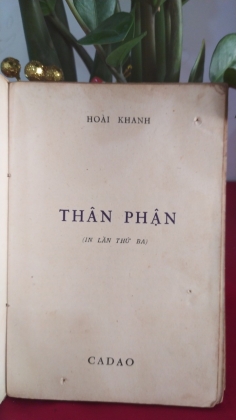 HOÀI KHANH
THÂN PHẬN
(IN LẦN THỨ BA)
CADAO